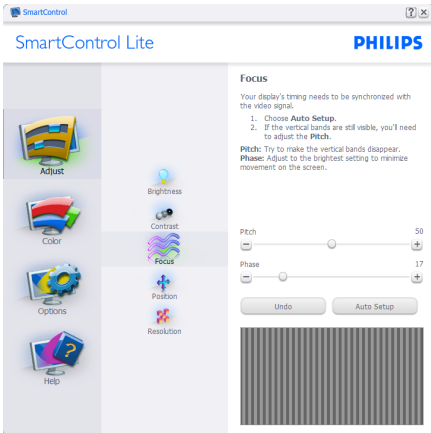 SmartControl
SmartControl Lite
PHILIPS
Adjust
Color
Options
Help
Brightness
Contrast
Focus
Position
Resolution
Focus
Your display's timing needs to be synchronized with
the video signal.
1. Choose Auto Setup.
2. If the vertical bands are still visible, you'll need
to adjust the Pitch.
Pitch: Try to make the vertical bands disappear.
Phase: Adjust to the brightest setting to minimize
movement on the screen.
Pitch 50
Phase 17
Undo Auto Setup